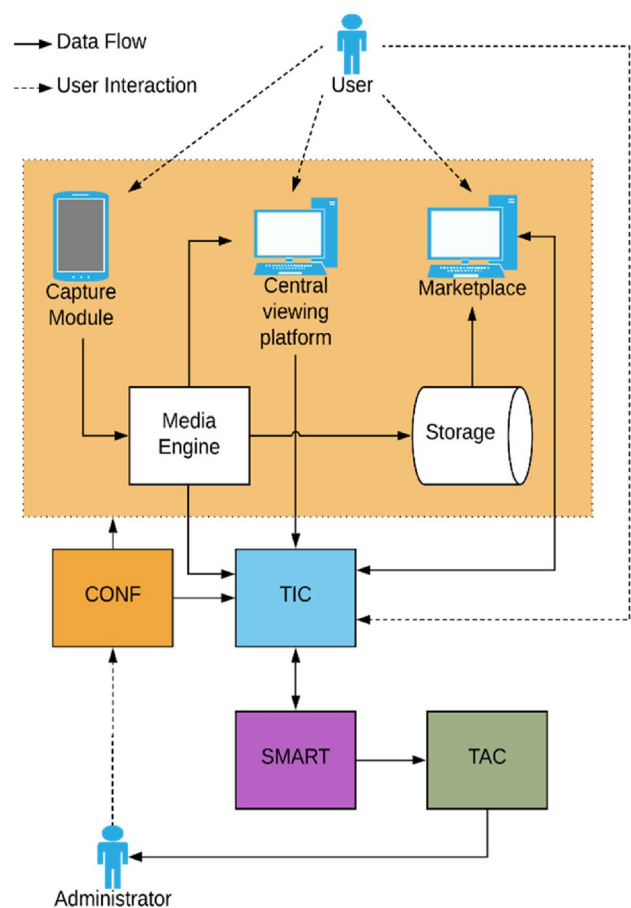 Data Flow
User Interaction
User
Capture
Module
Central
viewing
platform
Marketplace
Media
Engine
Storage
CONF
TIC
SMART
TAC
Administrator